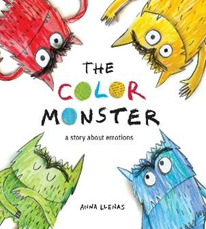 THE
COLOR
MONSTER
a story about emotions
ANNA LLENAS